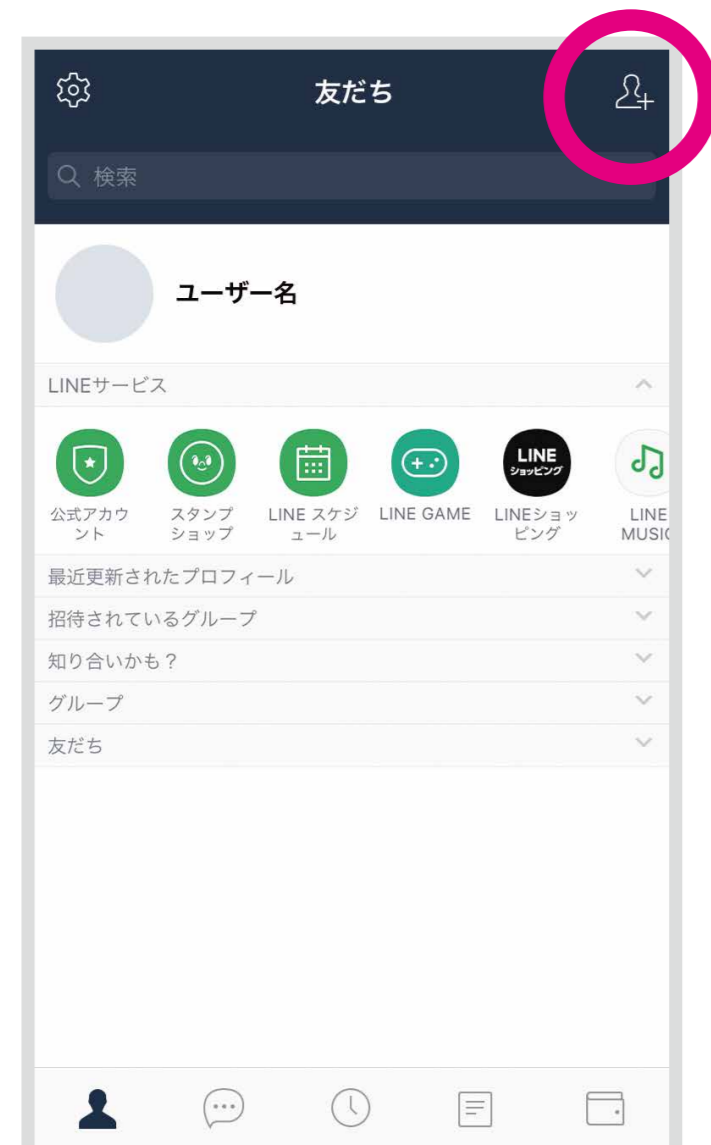 友だち
検索
ユーザー名
LINEサービス
LINE
ショッピング
公式アカウ
ント
スタンプ
ショップ
LINE スケジ
ュール
LINE GAME
LINEショッ
ピング
LINE
MUSIC
最近更新されたプロフィール
招待されているグループ
知り合いかも？
グループ
友だち